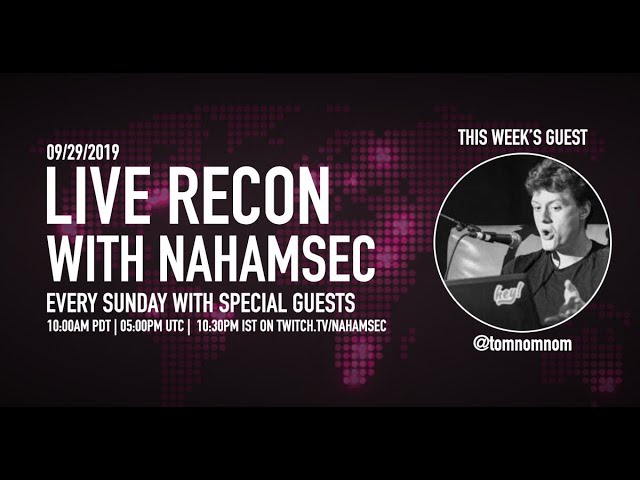 09/29/2019
LIVE RECON
WITH NAHAMSEC
EVERY SUNDAY WITH SPECIAL GUESTS
10:00AM PDT | 05:00PM UTC | 10:30PM IST ON TWITCH.TV/NAHAMSEC
THIS WEEK'S GUEST
hey!
@tomnomnom